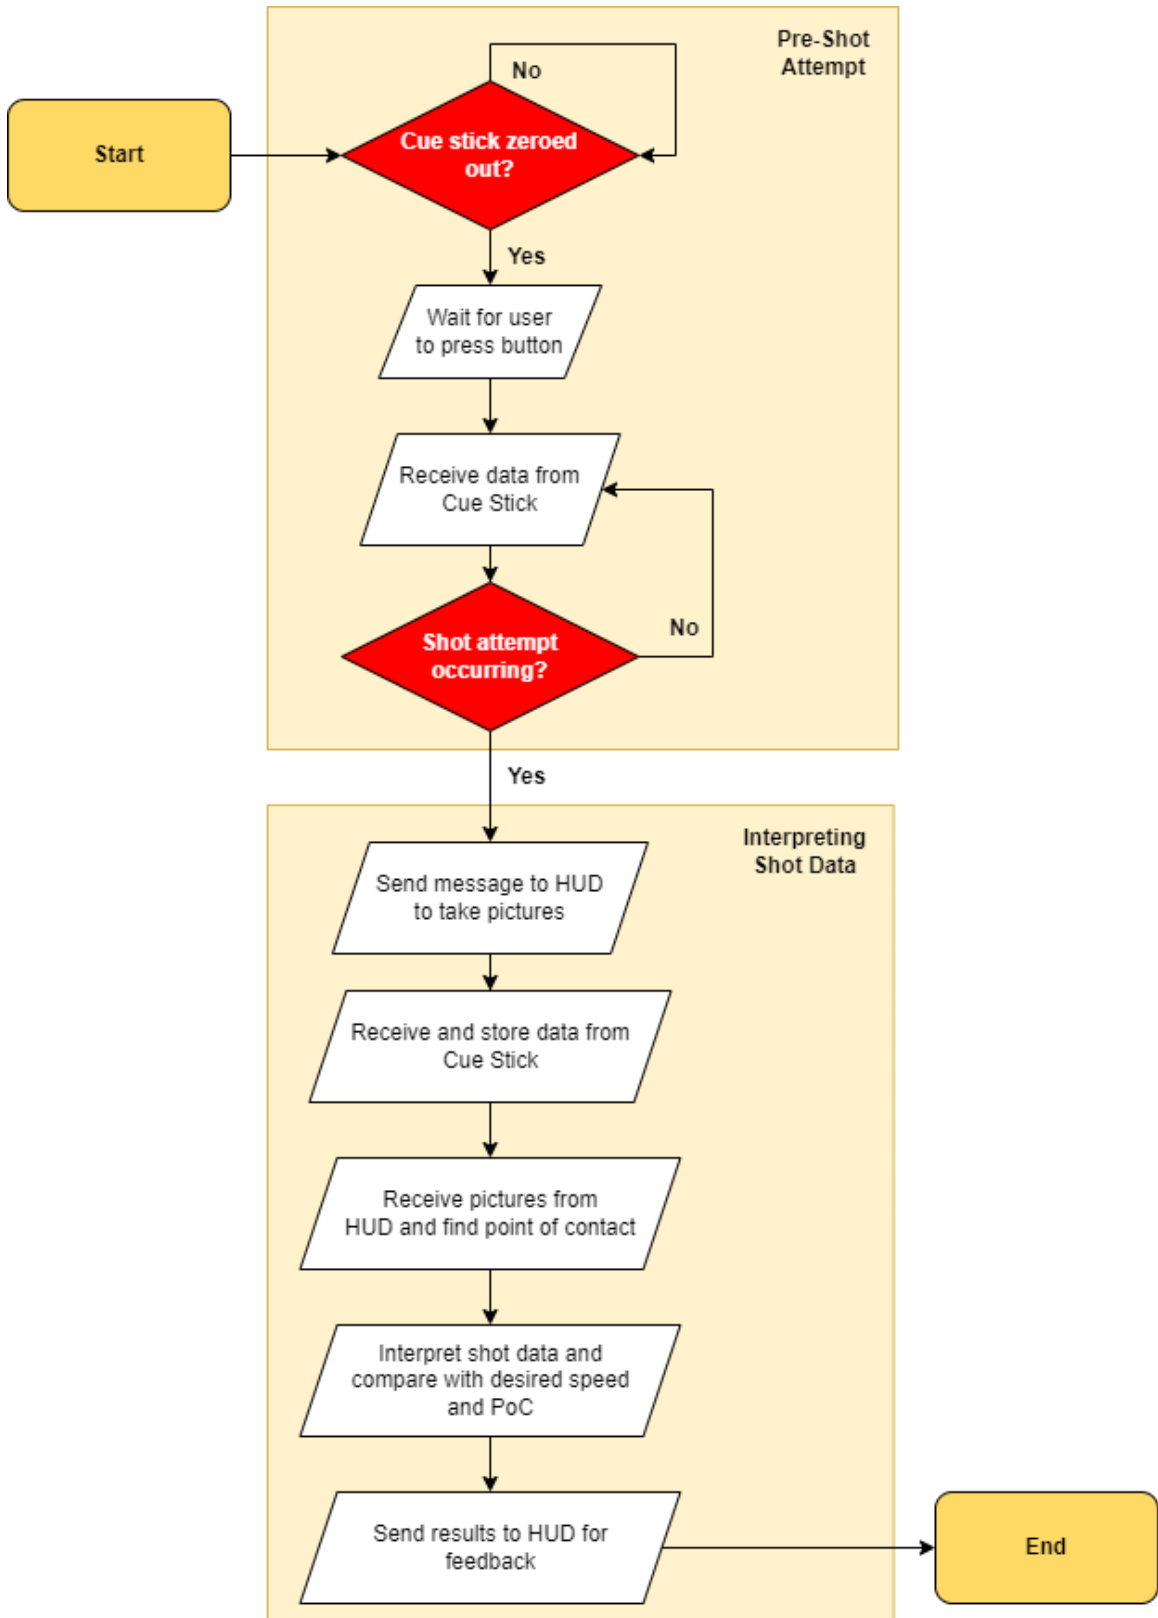 Pre-Shot
Attempt
No
Start
Cue stick zeroed
out?
Yes
Wait for user
to press button
Receive data from
Cue Stick
No
Shot attempt
occurring?
Yes
Interpreting
Shot Data
Send message to HUD
to take pictures
Receive and store data from
Cue Stick
Receive pictures from
HUD and find point of contact
Interpret shot data and
compare with desired speed
and PoC
Send results to HUD for
feedback
End